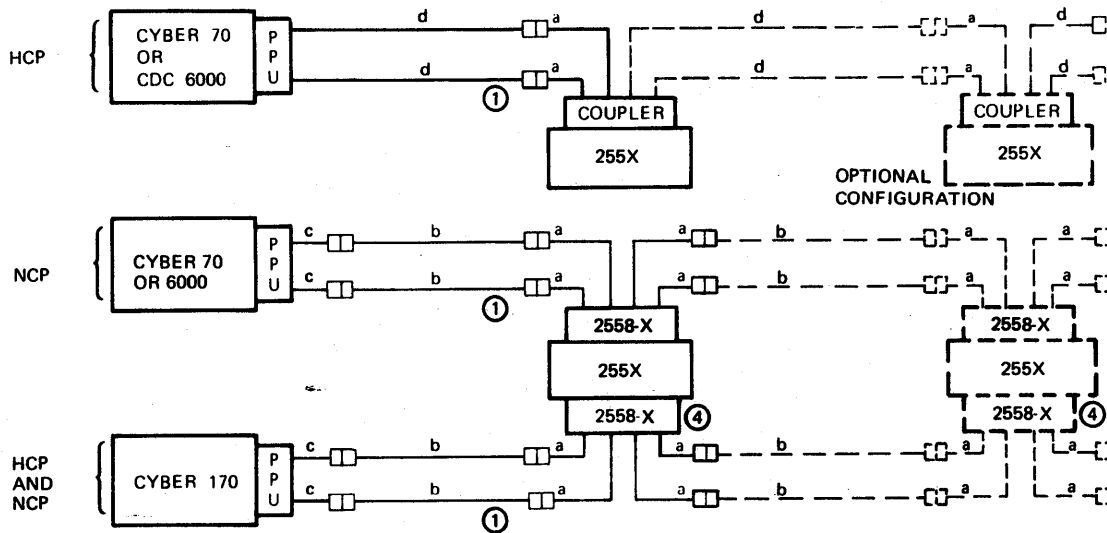 HCP
CYBER 70
OR
CDC 6000
P
P
U
d
a
d
a
d
a
d
d
a
d
①
COUPLER
255X
COUPLER
255X
OPTIONAL
CONFIGURATION
NCP
CYBER 70
OR 6000
P
P
U
c
b
a
a
b
a
a
c
b
a
a
b
a
a
①
2558-X
255X
2558-X
④
2558-X
255X
2558-X
④
HCP
AND
NCP
CYBER 170
P
P
U
c
b
a
a
b
a
a
c
b
a
a
b
a
a
①